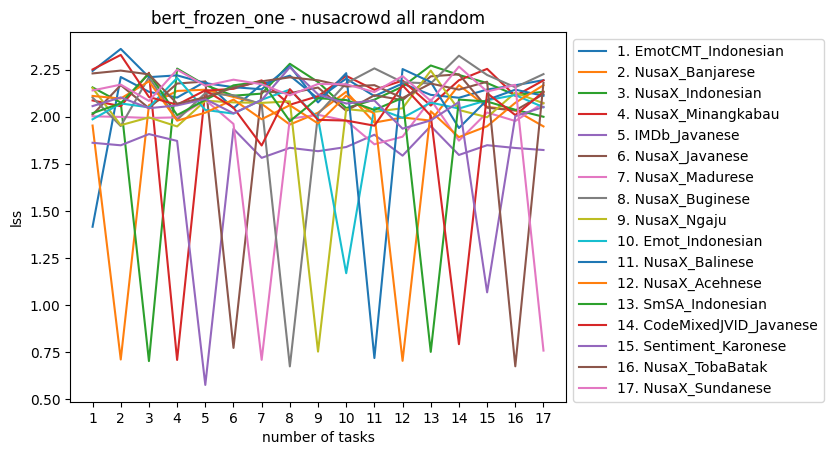 bert_frozen_one - nusacrowd all random
lss
2.25
2.00
1.75
1.50
1.25
1.00
0.75
0.50
1 2 3 4 5 6 7 8 9 10 11 12 13 14 15 16 17
number of tasks
1. EmotCMT_Indonesian
2. NusaX_Banjarese
3. NusaX_Indonesian
4. NusaX_Minangkabau
5. IMDb_Javanese
6. NusaX_Javanese
7. NusaX_Madurese
8. NusaX_Buginese
9. NusaX_Ngaju
10. Emot_Indonesian
11. NusaX_Balinese
12. NusaX_Acehnese
13. SmSA_Indonesian
14. CodeMixedJVID_Javanese
15. Sentiment_Karonese
16. NusaX_TobaBatak
17. NusaX_Sundanese